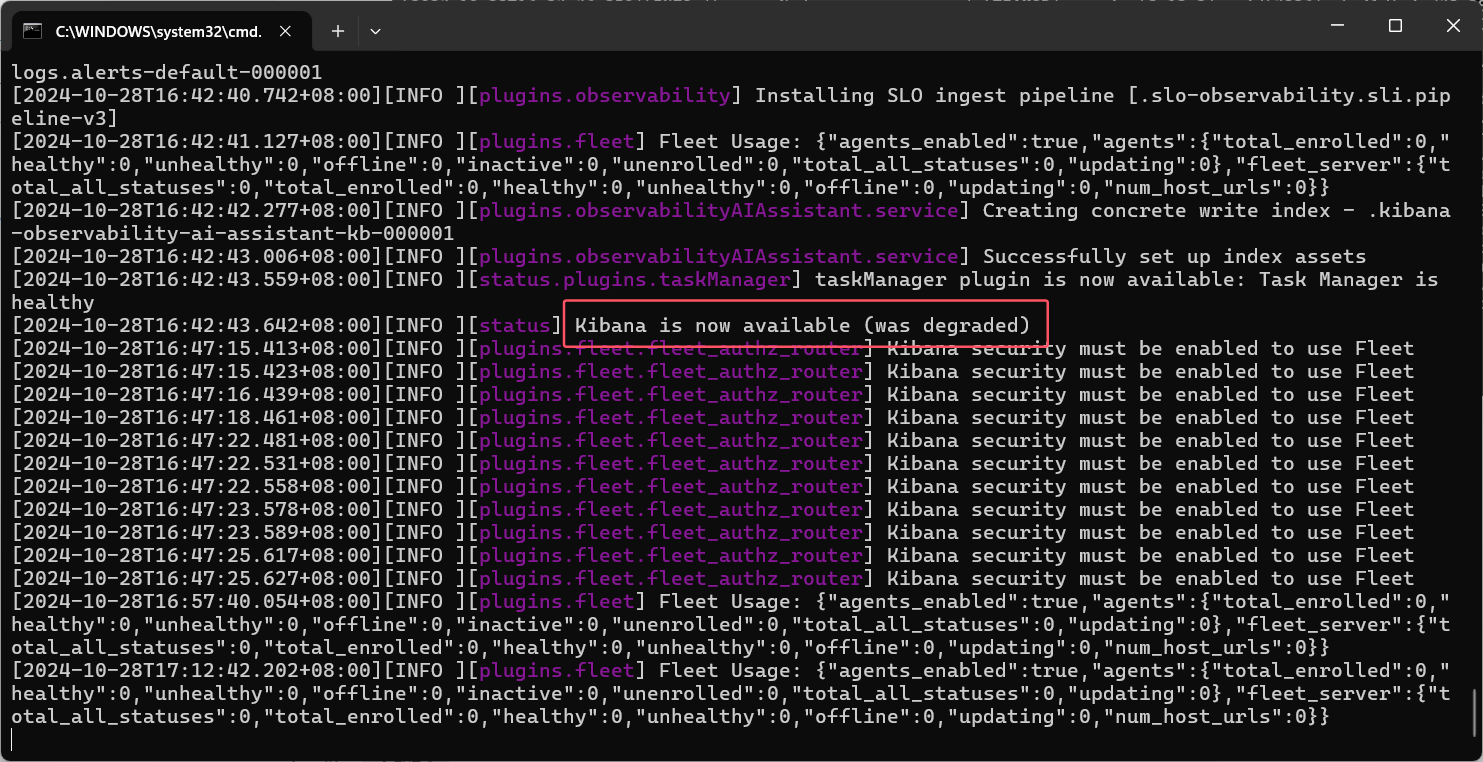 C:\WINDOWS\system32\cmd.
logs.alerts-default-000001
[2024-10-28T16:42:40.742+08:00][INFO ][plugins.observability] Installing SLO ingest pipeline [.slo-observability.sli.pip
eline-v3]
[2024-10-28T16:42:41.127+08:00][INFO ][plugins.fleet] Fleet Usage: {"agents_enabled":true,"agents":{"total_enrolled":0,"
healthy":0,"unhealthy":0,"offline":0,"inactive":0,"unenrolled":0,"total_all_statuses":0,"updating":0},"fleet_server":{"t
otal_all_statuses":0,"total_enrolled":0,"healthy":0,"unhealthy":0,"offline":0,"updating":0,"num_host_urls":0}}
[2024-10-28T16:42:42.277+08:00][INFO ][plugins.observabilityAIAssistant.service] Creating concrete write index - .kibana
-observability-ai-assistant-kb-000001
[2024-10-28T16:42:43.006+08:00][INFO ][plugins.observabilityAIAssistant.service] Successfully set up index assets
[2024-10-28T16:42:43.559+08:00][INFO ][status.plugins.taskManager] taskManager plugin is now available: Task Manager is
healthy
[2024-10-28T16:42:43.642+08:00][INFO ][status] Kibana is now available (was degraded)
[2024-10-28T16:47:15.413+08:00][INFO ][plugins.fleet.fleet_authz_router] Kibana security must be enabled to use Fleet
[2024-10-28T16:47:15.423+08:00][INFO ][plugins.fleet.fleet_authz_router] Kibana security must be enabled to use Fleet
[2024-10-28T16:47:16.439+08:00][INFO ][plugins.fleet.fleet_authz_router] Kibana security must be enabled to use Fleet
[2024-10-28T16:47:18.461+08:00][INFO ][plugins.fleet.fleet_authz_router] Kibana security must be enabled to use Fleet
[2024-10-28T16:47:22.481+08:00][INFO ][plugins.fleet.fleet_authz_router] Kibana security must be enabled to use Fleet
[2024-10-28T16:47:22.531+08:00][INFO ][plugins.fleet.fleet_authz_router] Kibana security must be enabled to use Fleet
[2024-10-28T16:47:22.558+08:00][INFO ][plugins.fleet.fleet_authz_router] Kibana security must be enabled to use Fleet
[2024-10-28T16:47:23.578+08:00][INFO ][plugins.fleet.fleet_authz_router] Kibana security must be enabled to use Fleet
[2024-10-28T16:47:23.589+08:00][INFO ][plugins.fleet.fleet_authz_router] Kibana security must be enabled to use Fleet
[2024-10-28T16:47:25.617+08:00][INFO ][plugins.fleet.fleet_authz_router] Kibana security must be enabled to use Fleet
[2024-10-28T16:47:25.627+08:00][INFO ][plugins.fleet.fleet_authz_router] Kibana security must be enabled to use Fleet
[2024-10-28T16:57:40.054+08:00][INFO ][plugins.fleet] Fleet Usage: {"agents_enabled":true,"agents":{"total_enrolled":0,"
healthy":0,"unhealthy":0,"offline":0,"inactive":0,"unenrolled":0,"total_all_statuses":0,"updating":0},"fleet_server":{"t
otal_all_statuses":0,"total_enrolled":0,"healthy":0,"unhealthy":0,"offline":0,"updating":0,"num_host_urls":0}}
[2024-10-28T17:12:42.202+08:00][INFO ][plugins.fleet] Fleet Usage: {"agents_enabled":true,"agents":{"total_enrolled":0,"
healthy":0,"unhealthy":0,"offline":0,"inactive":0,"unenrolled":0,"total_all_statuses":0,"updating":0},"fleet_server":{"t
otal_all_statuses":0,"total_enrolled":0,"healthy":0,"unhealthy":0,"offline":0,"updating":0,"num_host_urls":0}}